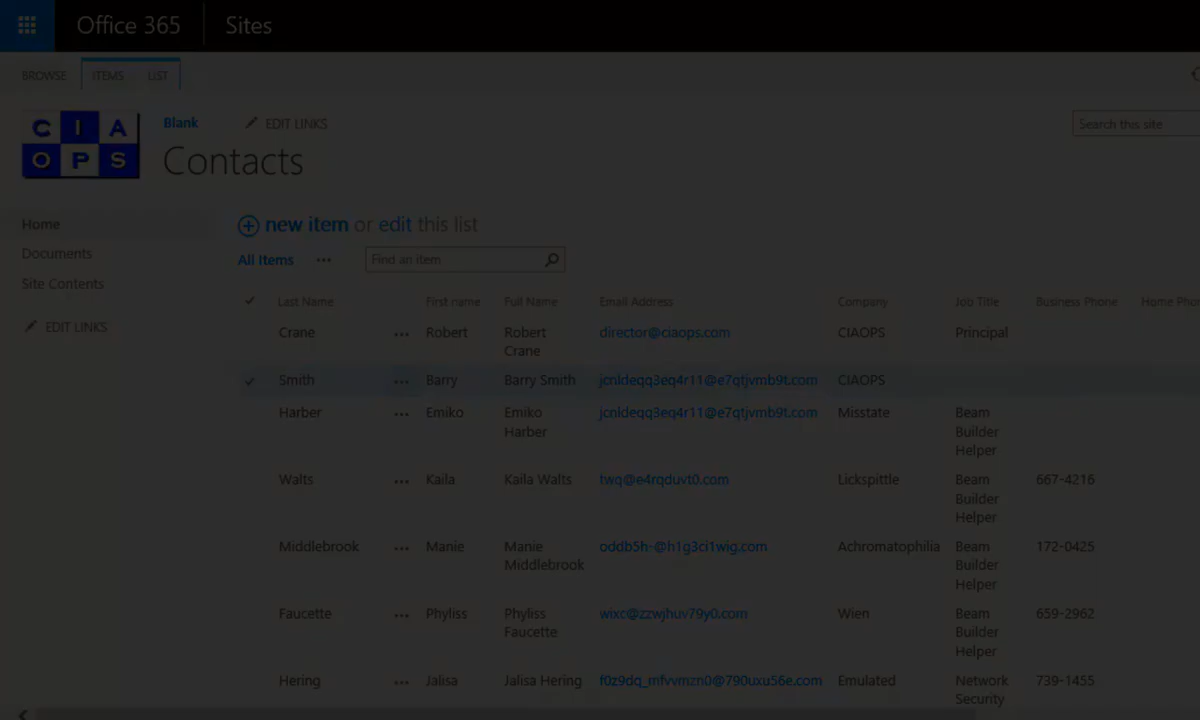 Office 365 Sites
BROWSE ITEMS LIST
C I A
O P S
Blank EDIT LINKS
Search this site
Contacts
Home
Documents
Site Contents
EDIT LINKS
new item or edit this list
All Items ... Find an item
Last Name First name Full Name Email Address Company Job Title Business Phone Home Phon
Crane ... Robert Robert director@ciaops.com CIAOPS Principal
Crane
Smith ... Barry Barry Smith jcnldeqq3eq4r11@e7qtjvmb9t.com CIAOPS
Harber ... Emiko Emiko jcnldeqq3eq4r11@e7qtjvmb9t.com Misstate Beam
Harber Builder
Helper
Walts ... Kaila Kaila Walts twq@e4rqduvt0.com Lickspittle Beam 667-4216
Builder
Helper
Middlebrook ... Manie Manie oddb5h-@h1g3ci1wig.com Achromatophilia Beam 172-0425
Middlebrook Builder
Helper
Faucette ... Phyliss Phyliss wixc@zzwjhuv79y0.com Wien Beam 659-2962
Faucette Builder
Helper
Hering ... Jalisa Jalisa Hering f0z9dq_mfvvmzn0@790uxu56e.com Emulated Network 739-1455
Security